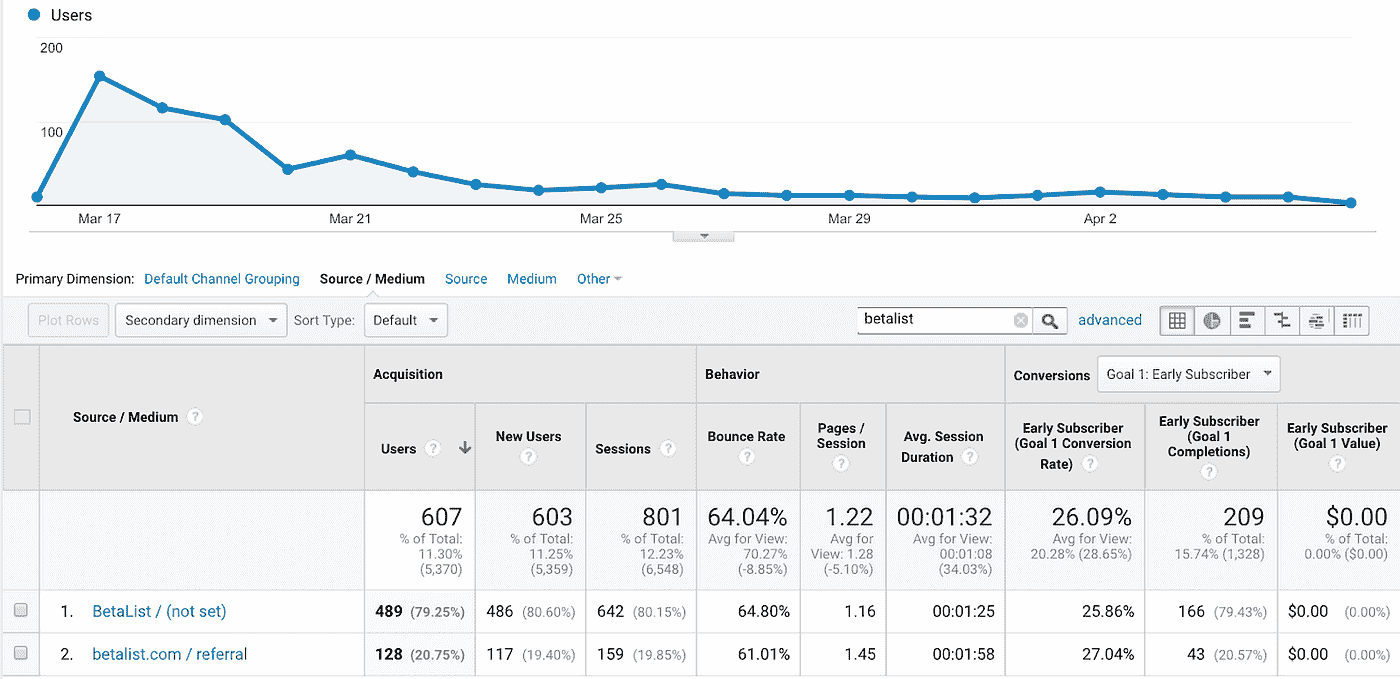 Users
200
100
Mar 17 Mar 21 Mar 25 Mar 29 Apr 2
Primary Dimension: Default Channel Grouping Source / Medium Source Medium Other
Plot Rows Secondary dimension Sort Type: Default betalist advanced
Acquisition Behavior Conversions Goal 1: Early Subscriber
Source / Medium ?
Users ?
New Users
?
Sessions ?
Bounce Rate
?
Pages /
Session
?
Avg. Session
Duration ?
Early Subscriber
(Goal 1 Conversion
Rate) ?
Early Subscriber
(Goal 1
Completions)
?
Early Subscriber
(Goal 1 Value)
?
607
% of Total:
11.30%
(5,370)
603
% of Total:
11.25%
(5,359)
801
% of Total:
12.23%
(6,548)
64.04%
Avg for View:
70.27%
(-8.85%)
1.22
Avg for
View: 1.28
(-5.10%)
00:01:32
Avg for View:
00:01:08
(34.03%)
26.09%
Avg for View:
20.28% (28.65%)
209
% of Total:
15.74% (1,328)
$0.00
% of Total:
0.00% ($0.00)
1. BetaList / (not set) 489 (79.25%) 486 (80.60%) 642 (80.15%) 64.80% 1.16 00:01:25 25.86% 166 (79.43%) $0.00 (0.00%)
2. betalist.com / referral 128 (20.75%) 117 (19.40%) 159 (19.85%) 61.01% 1.45 00:01:58 27.04% 43 (20.57%) $0.00 (0.00%)